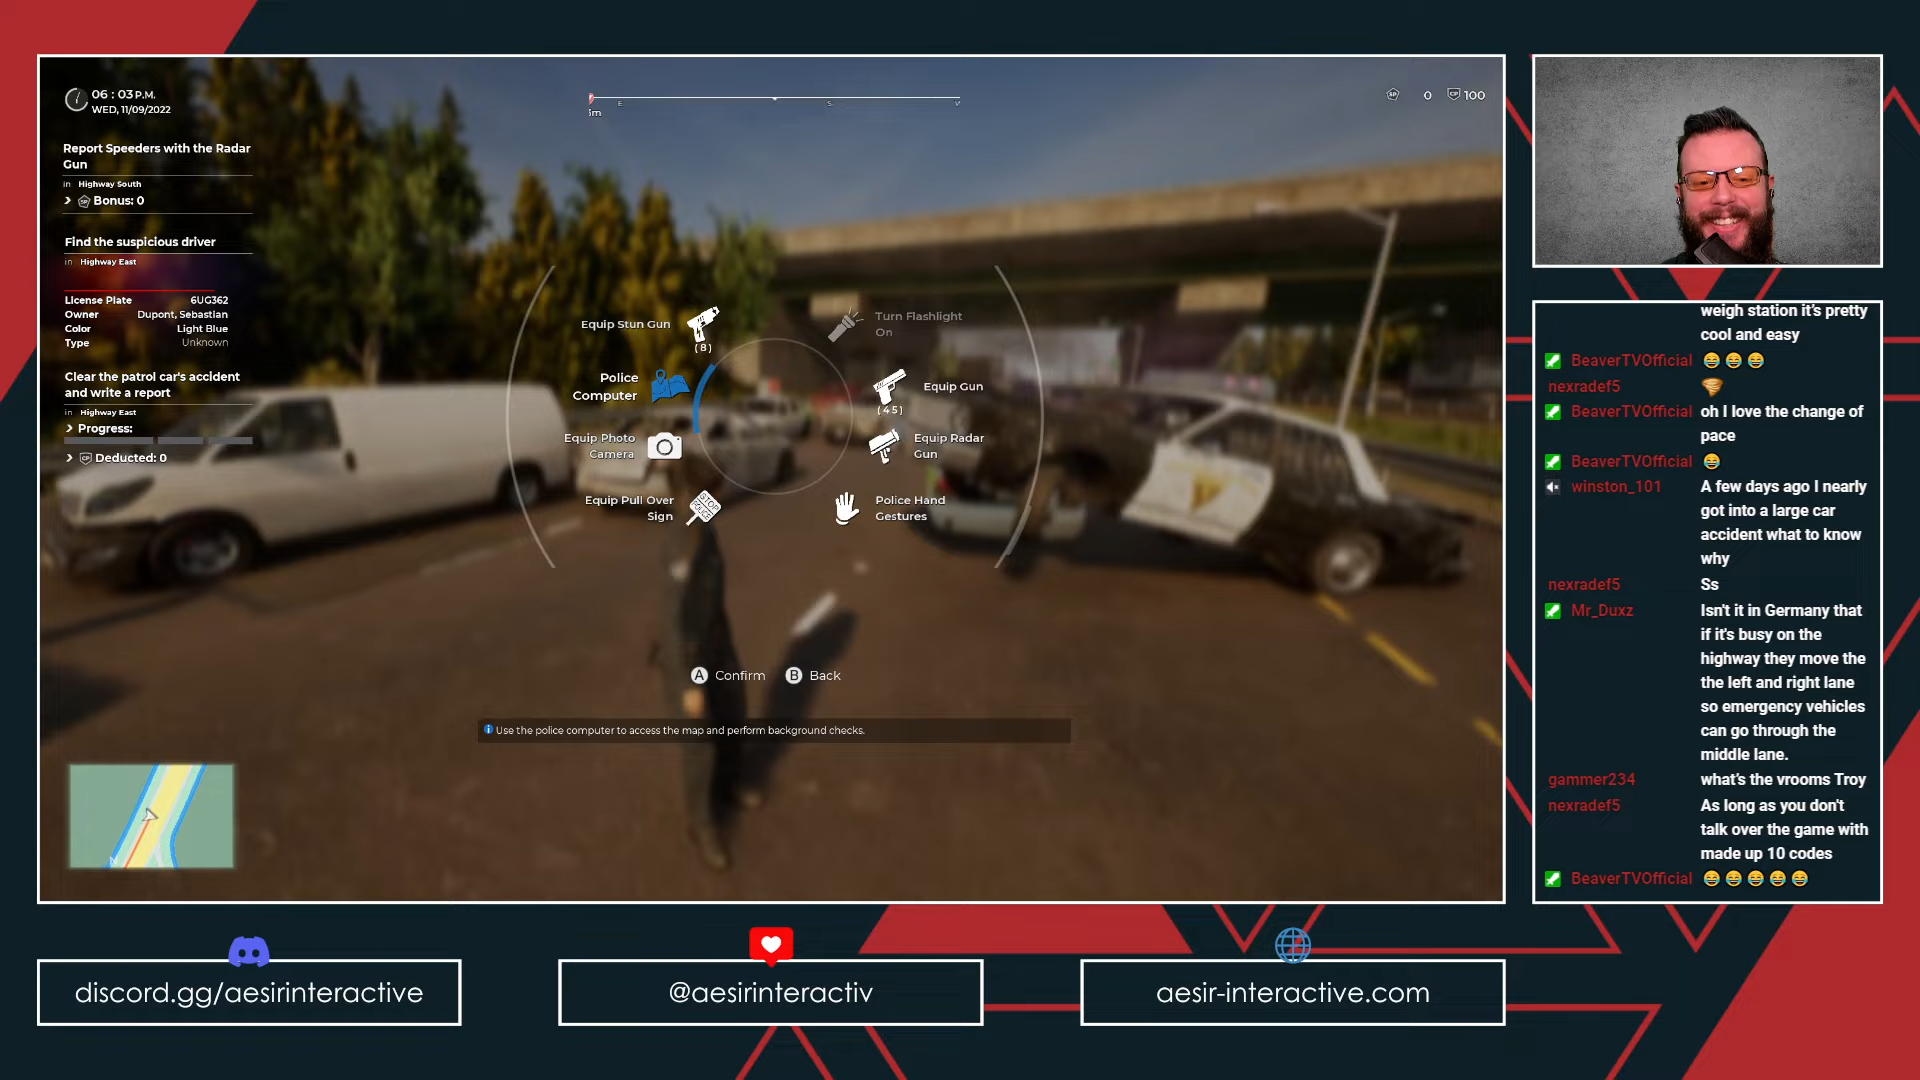 06 : 03 P.M.
WED, 11/09/2022
Report Speeders with the Radar
Gun
in Highway South
Bonus: 0
Find the suspicious driver
in Highway East
License Plate 6UG362
Owner Dupont, Sebastian
Color Light Blue
Type Unknown
Clear the patrol car's accident
and write a report
in Highway East
Progress:
CP Deducted: 0
E
S
SP 0 CP 100
Equip Stun Gun
(8)
Turn Flashlight
On
Police
Computer
Equip Gun
(45)
Equip Photo
Camera
Equip Radar
Gun
Equip Pull Over
Sign
STOP
POLICE
Police Hand
Gestures
A Confirm B Back
Use the police computer to access the map and perform background checks.
weigh station it's pretty
cool and easy
BeaverTVOfficial 😂 😂 😂
nexradef5 🌪
BeaverTVOfficial oh I love the change of
pace
BeaverTVOfficial 😂
winston_101 A few days ago I nearly
got into a large car
accident what to know
why
nexradef5 Ss
Mr_Duxz Isn't it in Germany that
if it's busy on the
highway they move the
the left and right lane
so emergency vehicles
can go through the
middle lane.
gammer234 what's the vrooms Troy
nexradef5 As long as you don't
talk over the game with
made up 10 codes
BeaverTVOfficial 😂 😂 😂 😂 😂
discord.gg/aesirinteractive
@aesirinteractiv
aesir-interactive.com